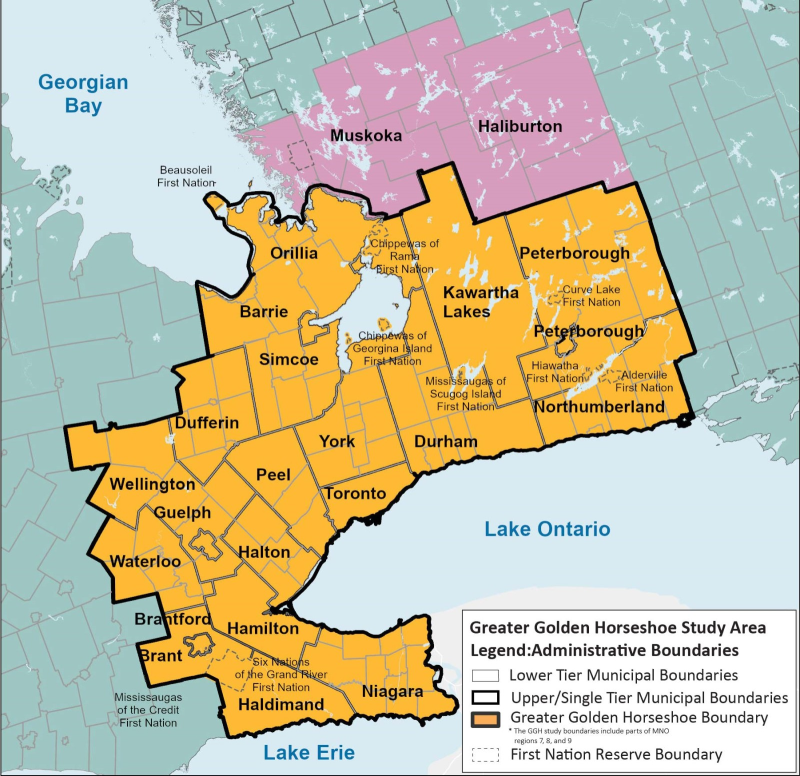 Georgian
Bay
Muskoka
Haliburton
Beausoleil
First Nation
Orillia
Chippewas of
Rama
First Nation
Peterborough
Kawartha
Lakes
Curve Lake
First Nation
Barrie
Peterborough
Chippewas of
Georgina Island
First Nation
Simcoe
Hiawatha
First Nation
Alderville
First Nation
Mississaugas of
Scugog Island
First Nation
Northumberland
Dufferin
York
Durham
Wellington
Peel
Toronto
Guelph
Lake Ontario
Halton
Waterloo
Brantford
Hamilton
Brant
Six Nations
of the Grand River
First Nation
Mississaugas
of the Credit
First Nation
Niagara
Haldimand
Lake Erie
Greater Golden Horseshoe Study Area
Legend:Administrative Boundaries
Lower Tier Municipal Boundaries
Upper/Single Tier Municipal Boundaries
Greater Golden Horseshoe Boundary
* The GGH study boundaries include parts of MNO
regions 7, 8, and 9
First Nation Reserve Boundary